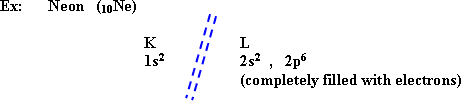 Ex: Neon (₁₀Ne)
K L
1s² 2s² , 2p⁶
(completely filled with electrons)